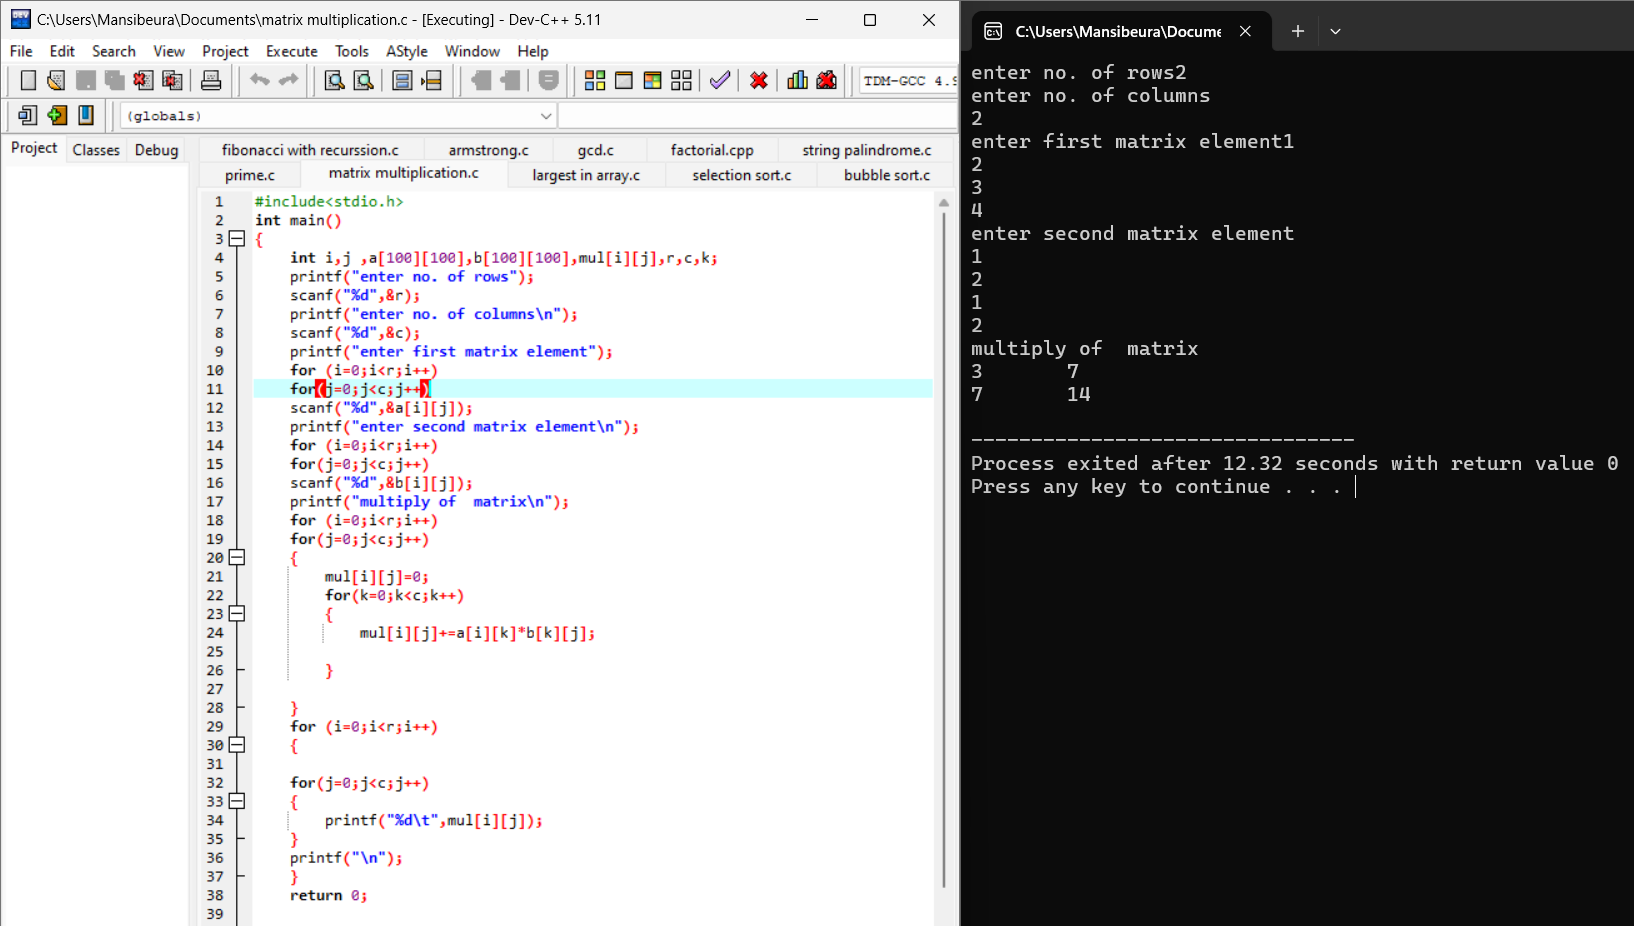 C:\Users\Mansibeura\Documents\matrix multiplication.c - [Executing] - Dev-C++ 5.11
File Edit Search View Project Execute Tools AStyle Window Help
TDM-GCC 4.9
(globals)
Project Classes Debug
fibonacci with recurssion.c armstrong.c gcd.c factorial.cpp string palindrome.c
prime.c matrix multiplication.c largest in array.c selection sort.c bubble sort.c
1 #include<stdio.h>
2 int main()
3 {
4 int i,j ,a[100][100],b[100][100],mul[i][j],r,c,k;
5 printf("enter no. of rows");
6 scanf("%d",&r);
7 printf("enter no. of columns\n");
8 scanf("%d",&c);
9 printf("enter first matrix element");
10 for (i=0;i<r;i++)
11 for(j=0;j<c;j++)
12 scanf("%d",&a[i][j]);
13 printf("enter second matrix element\n");
14 for (i=0;i<r;i++)
15 for(j=0;j<c;j++)
16 scanf("%d",&b[i][j]);
17 printf("multiply of  matrix\n");
18 for (i=0;i<r;i++)
19 for(j=0;j<c;j++)
20 {
21 mul[i][j]=0;
22 for(k=0;k<c;k++)
23 {
24 mul[i][j]+=a[i][k]*b[k][j];
25
26 }
27
28 }
29 for (i=0;i<r;i++)
30 {
31
32 for(j=0;j<c;j++)
33 {
34 printf("%d\t",mul[i][j]);
35 }
36 printf("\n");
37 }
38 return 0;
39
C:\Users\Mansibeura\Docume
enter no. of rows2
enter no. of columns
2
enter first matrix element1
2
3
4
enter second matrix element
1
2
1
2
multiply of  matrix
3 7
7 14
--------------------------------
Process exited after 12.32 seconds with return value 0
Press any key to continue . . .